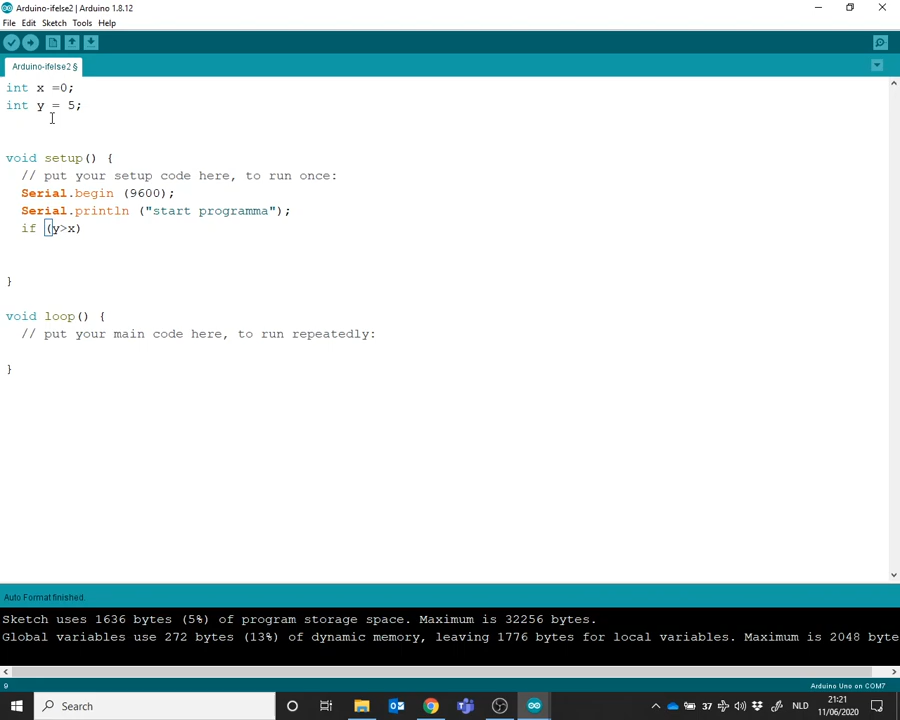 Arduino-ifelse2 | Arduino 1.8.12
File Edit Sketch Tools Help
Arduino-ifelse2 §
int x =0;
int y = 5;
void setup() {
// put your setup code here, to run once:
Serial.begin (9600);
Serial.println ("start programma");
if (y>x)
}
void loop() {
// put your main code here, to run repeatedly:
}
Auto Format finished.
Sketch uses 1636 bytes (5%) of program storage space. Maximum is 32256 bytes.
Global variables use 272 bytes (13%) of dynamic memory, leaving 1776 bytes for local variables. Maximum is 2048 byte
9
Arduino Uno on COM7
Search
37
NLD
21:21
11/06/2020